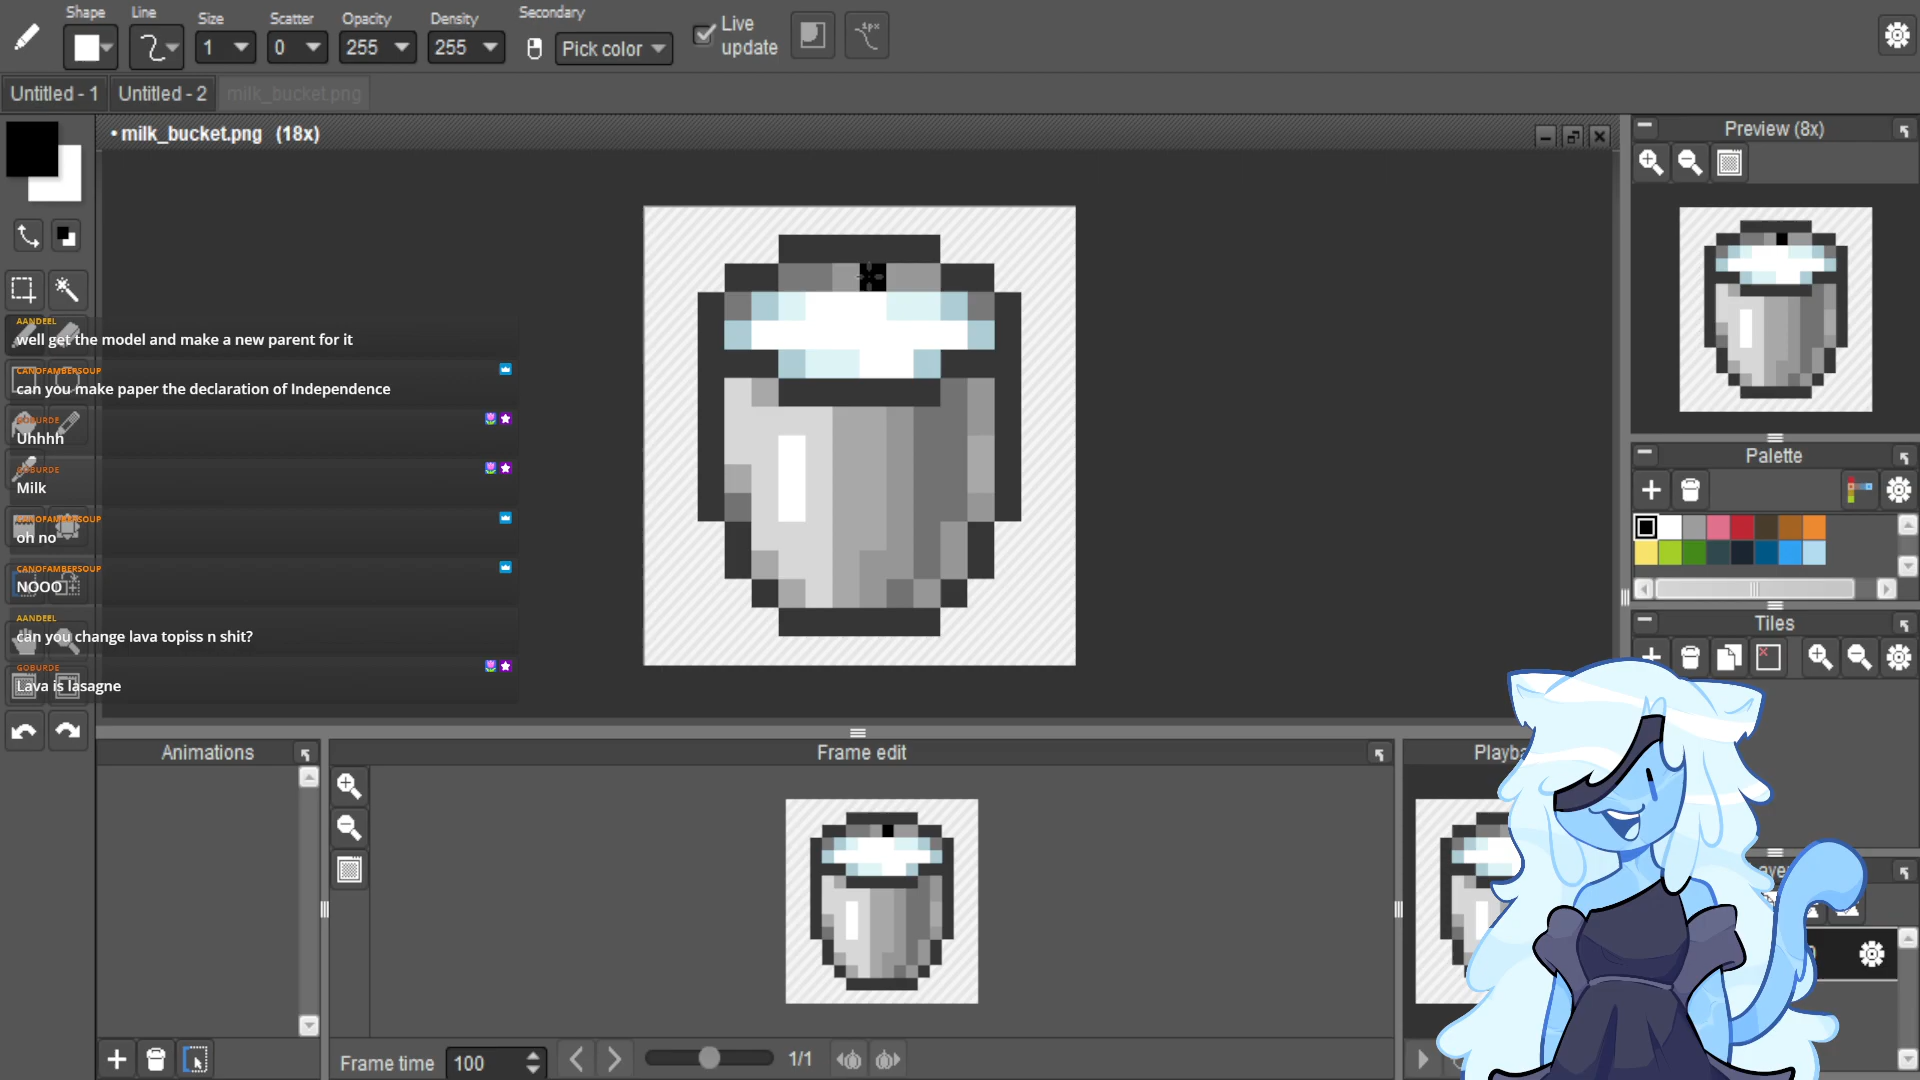 Shape Line Size Scatter Opacity Density Secondary
1 0 255 255 Pick color Live update
Untitled - 1 Untitled - 2 milk_bucket.png
• milk_bucket.png (18x)
Preview (8x)
AANDEEL
well get the model and make a new parent for it
CANOFAMBERSOUP
can you make paper the declaration of Independence
GOBURDE
Uhhhh
GOBURDE
Milk
CANOFAMBERSOUP
oh no
CANOFAMBERSOUP
NOOO
AANDEEL
can you change lava topiss n shit?
GOBURDE
Lava is lasagne
Palette
Tiles
Animations
Frame edit
Frame time 100
1/1